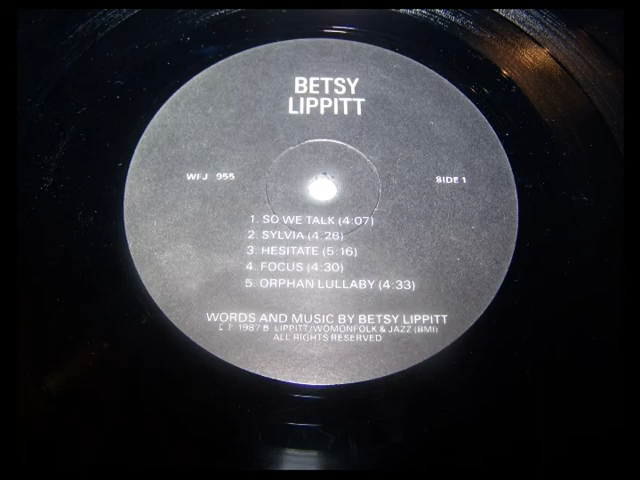 BETSY
LIPPITT
WFJ 955
SIDE 1
1. SO WE TALK (4:07)
2. SYLVIA (4:26)
3. HESITATE (5:16)
4. FOCUS (4:30)
5. ORPHAN LULLABY (4:33)
WORDS AND MUSIC BY BETSY LIPPITT
1987 B. LIPPITT/WOMONFOLK & JAZZ (BMI)
ALL RIGHTS RESERVED